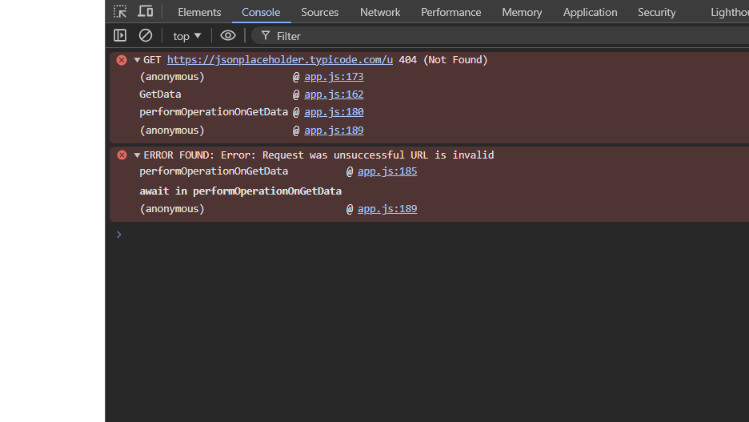 Elements Console Sources Network Performance Memory Application Security Lighthou
top Filter
GET https://jsonplaceholder.typicode.com/u 404 (Not Found)
(anonymous) @ app.js:173
GetData @ app.js:162
performOperationOnGetData @ app.js:180
(anonymous) @ app.js:189
ERROR FOUND: Error: Request was unsuccessful URL is invalid
performOperationOnGetData @ app.js:185
await in performOperationOnGetData
(anonymous) @ app.js:189